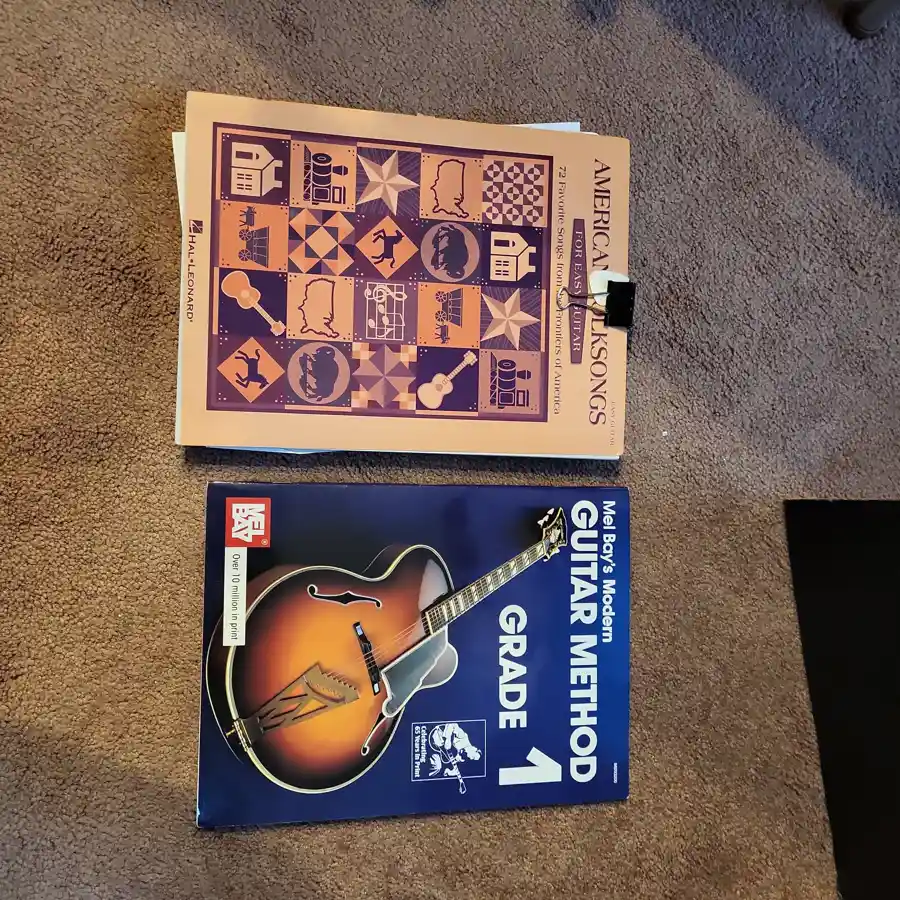 AMERICAN FOLKSONGS
FOR EASY GUITAR
72 Favorite Songs from the Frontiers of America
EASY GUITAR
HAL•LEONARD®
Mel Bay's Modern
GUITAR METHOD
GRADE 1
Celebrating
65 Years in Print
MEL
BAY®
Over 10 million in print